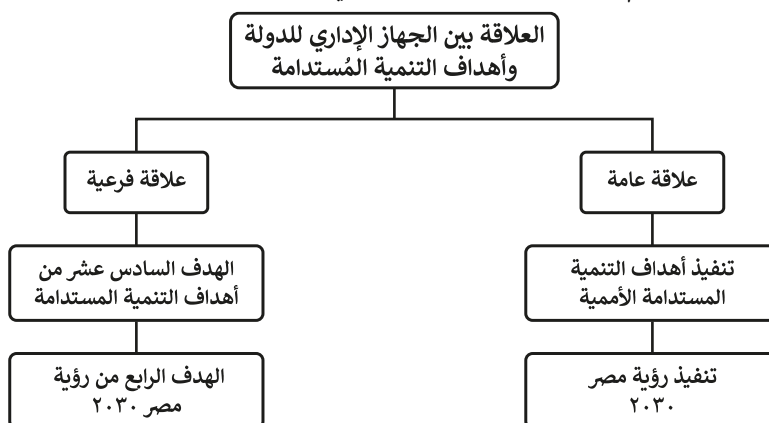 العلاقة بين الجهاز الإداري للدولة
وأهداف التنمية المُستدامة
علاقة عامة
علاقة فرعية
تنفيذ أهداف التنمية
المستدامة الأممية
الهدف السادس عشر من
أهداف التنمية المستدامة
تنفيذ رؤية مصر
٢٠٣٠
الهدف الرابع من رؤية
مصر ٢٠٣٠